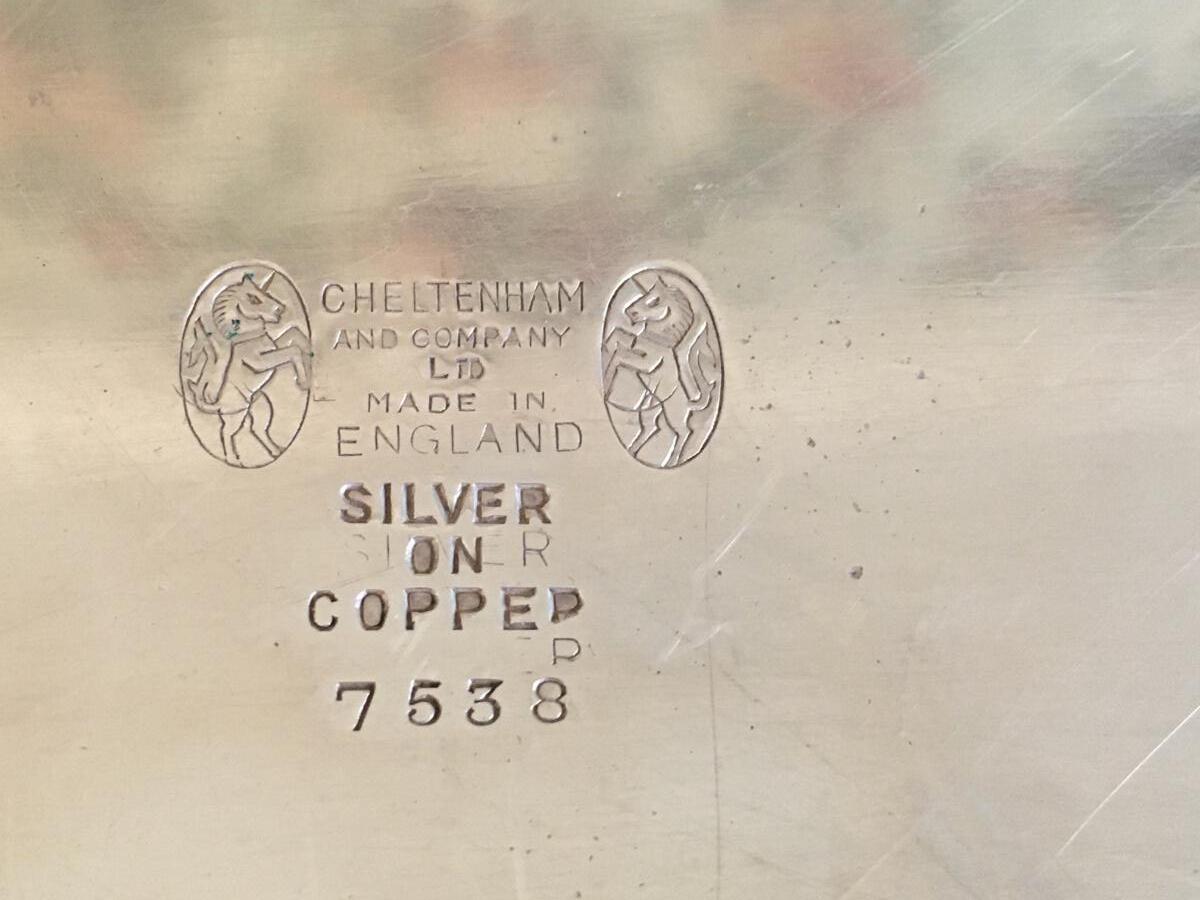 CHELTENHAM
AND COMPANY
LTD
MADE IN.
ENGLAND
SILVER
ON
COPPER
R
7538